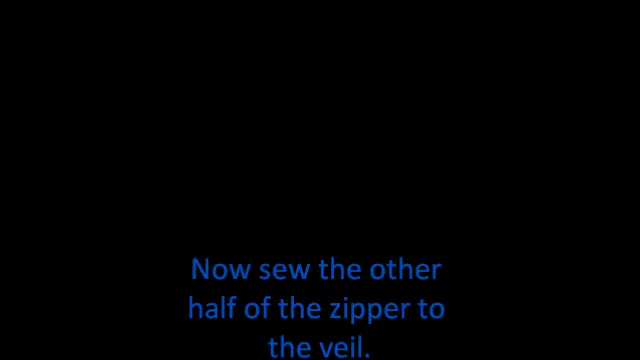 Now sew the other
half of the zipper to
the veil.